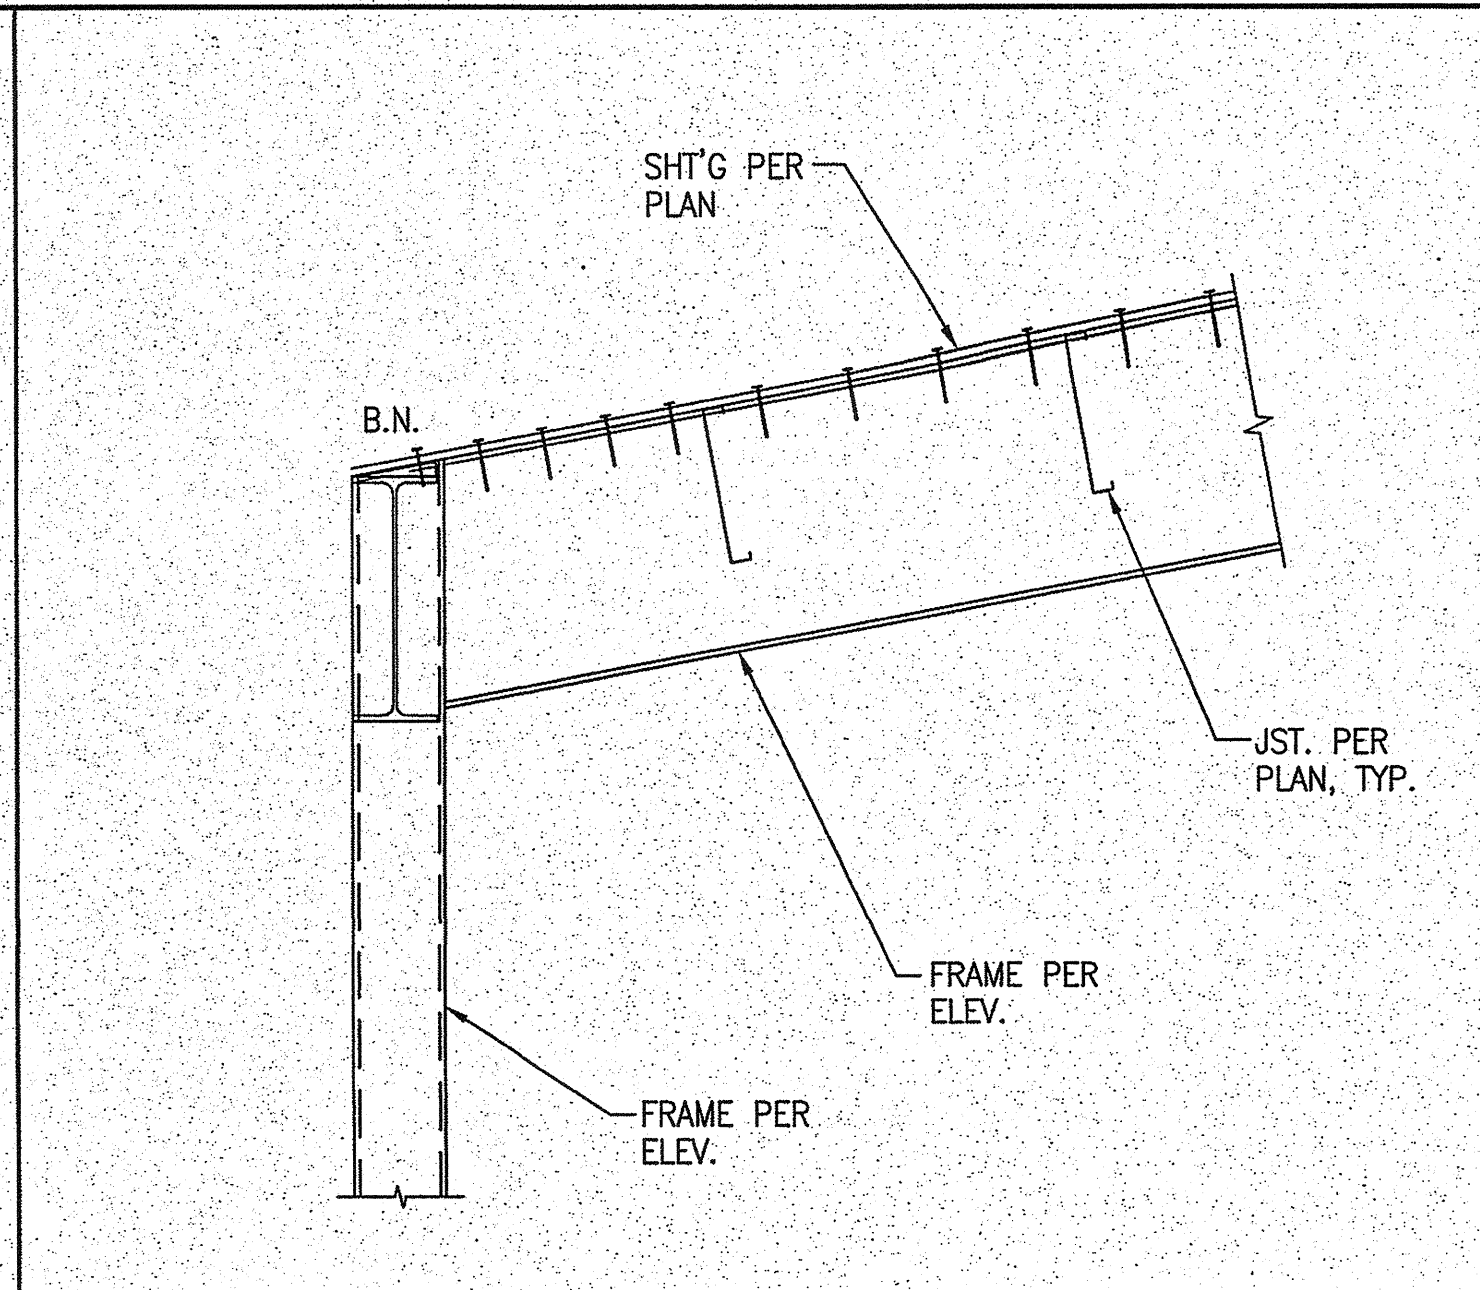 SHT'G PER
PLAN
B.N.
JST. PER
PLAN, TYP.
FRAME PER
ELEV.
FRAME PER
ELEV.